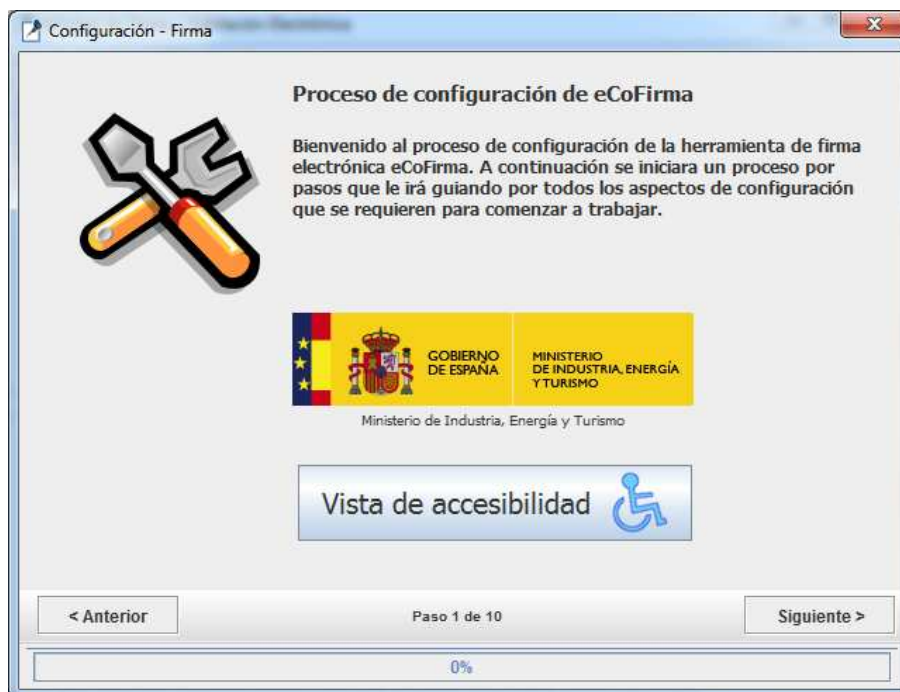 Configuración - Firma
Proceso de configuración de eCoFirma
Bienvenido al proceso de configuración de la herramienta de firma
electrónica eCoFirma. A continuación se iniciara un proceso por
pasos que le irá guiando por todos los aspectos de configuración
que se requieren para comenzar a trabajar.
GOBIERNO
DE ESPAÑA
MINISTERIO
DE INDUSTRIA, ENERGÍA
Y TURISMO
Ministerio de Industria, Energía y Turismo
Vista de accesibilidad
< Anterior
Paso 1 de 10
Siguiente >
0%